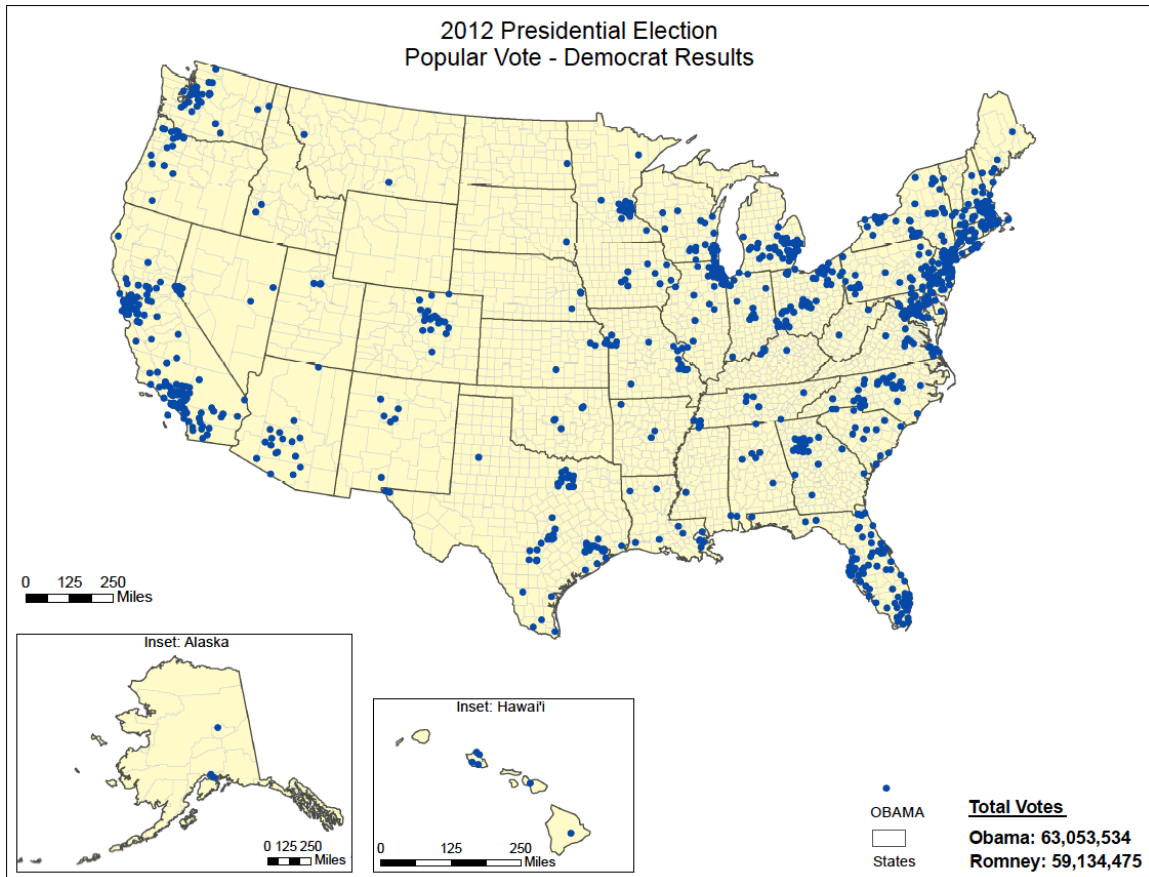 2012 Presidential Election
Popular Vote - Democrat Results
0 125 250
Miles
Inset: Alaska
0 125 250
Miles
Inset: Hawai'i
0 125 250
Miles
OBAMA
States
Total Votes
Obama: 63,053,534
Romney: 59,134,475